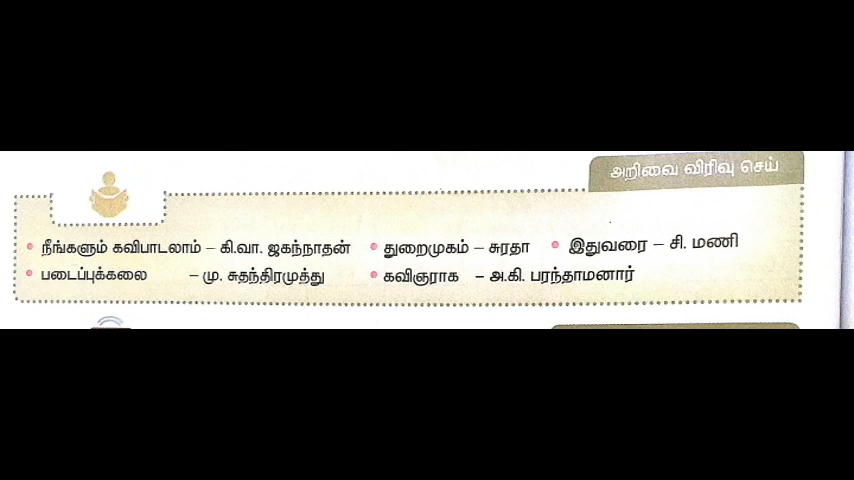 அறிவை விரிவு செய்
• நீங்களும் கவிபாடலாம் – கி.வா. ஜகந்நாதன் • துறைமுகம் – சுரதா • இதுவரை – சி. மணி
• படைப்புக்கலை – மு. சுதந்திரமுத்து • கவிஞராக – அ.கி. பரந்தாமனார்